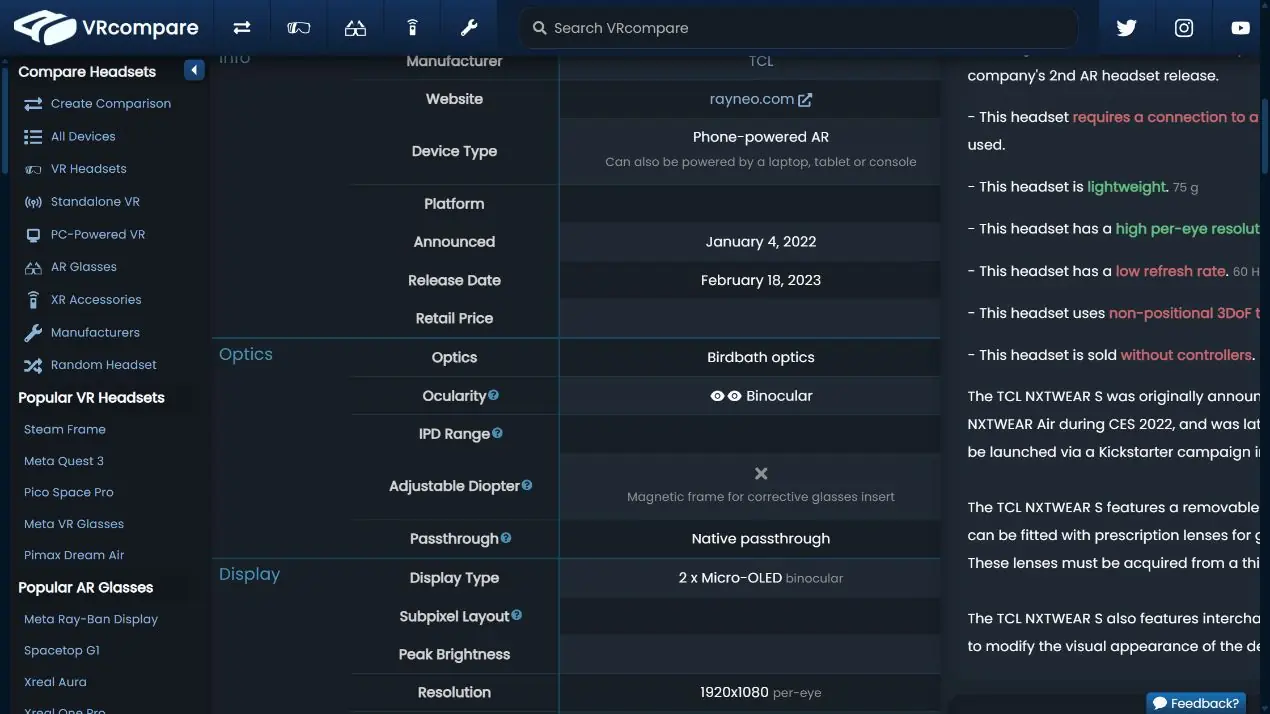 VRcompare
Search VRcompare
Compare Headsets
Create Comparison
All Devices
VR Headsets
Standalone VR
PC-Powered VR
AR Glasses
XR Accessories
Manufacturers
Random Headset
Popular VR Headsets
Steam Frame
Meta Quest 3
Pico Space Pro
Meta VR Glasses
Pimax Dream Air
Popular AR Glasses
Meta Ray-Ban Display
Spacetop G1
Xreal Aura
Xreal One Pro
Info
Manufacturer TCL
Website rayneo.com
Device Type Phone-powered AR
Can also be powered by a laptop, tablet or console
Platform
Announced January 4, 2022
Release Date February 18, 2023
Retail Price
Optics
Optics Birdbath optics
Ocularity Binocular
IPD Range
Adjustable Diopter
Magnetic frame for corrective glasses insert
Passthrough Native passthrough
Display
Display Type 2 x Micro-OLED binocular
Subpixel Layout
Peak Brightness
Resolution 1920x1080 per-eye
company's 2nd AR headset release.
- This headset requires a connection to a
used.
- This headset is lightweight. 75 g
- This headset has a high per-eye resolut
- This headset has a low refresh rate. 60 H
- This headset uses non-positional 3DoF t
- This headset is sold without controllers.
The TCL NXTWEAR S was originally announ
NXTWEAR Air during CES 2022, and was lat
be launched via a Kickstarter campaign i
The TCL NXTWEAR S features a removable
can be fitted with prescription lenses for g
These lenses must be acquired from a thi
The TCL NXTWEAR S also features intercha
to modify the visual appearance of the de
Feedback?